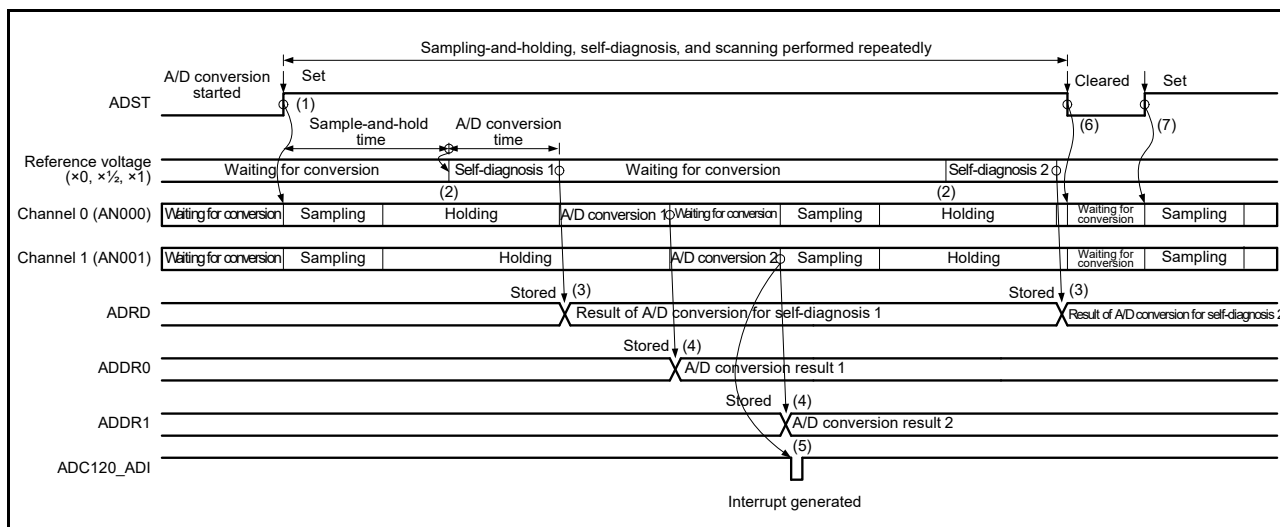 Sampling-and-holding, self-diagnosis, and scanning performed repeatedly
A/D conversion
started
Set
Cleared
Set
ADST
(1)
(6)
(7)
Sample-and-hold
time
A/D conversion
time
Reference voltage
(×0, ×½, ×1)
Waiting for conversion
Self-diagnosis 1
Waiting for conversion
Self-diagnosis 2
(2)
(2)
Channel 0 (AN000)
Waiting for conversion
Sampling
Holding
A/D conversion 1
Waiting for conversion
Sampling
Holding
Waiting for
conversion
Sampling
Channel 1 (AN001)
Waiting for conversion
Sampling
Holding
A/D conversion 2
Sampling
Holding
Waiting for
conversion
Sampling
Stored
(3)
Stored
(3)
ADRD
Result of A/D conversion for self-diagnosis 1
Result of A/D conversion for self-diagnosis 2
Stored
(4)
ADDR0
A/D conversion result 1
Stored
(4)
ADDR1
A/D conversion result 2
(5)
ADC120_ADI
Interrupt generated